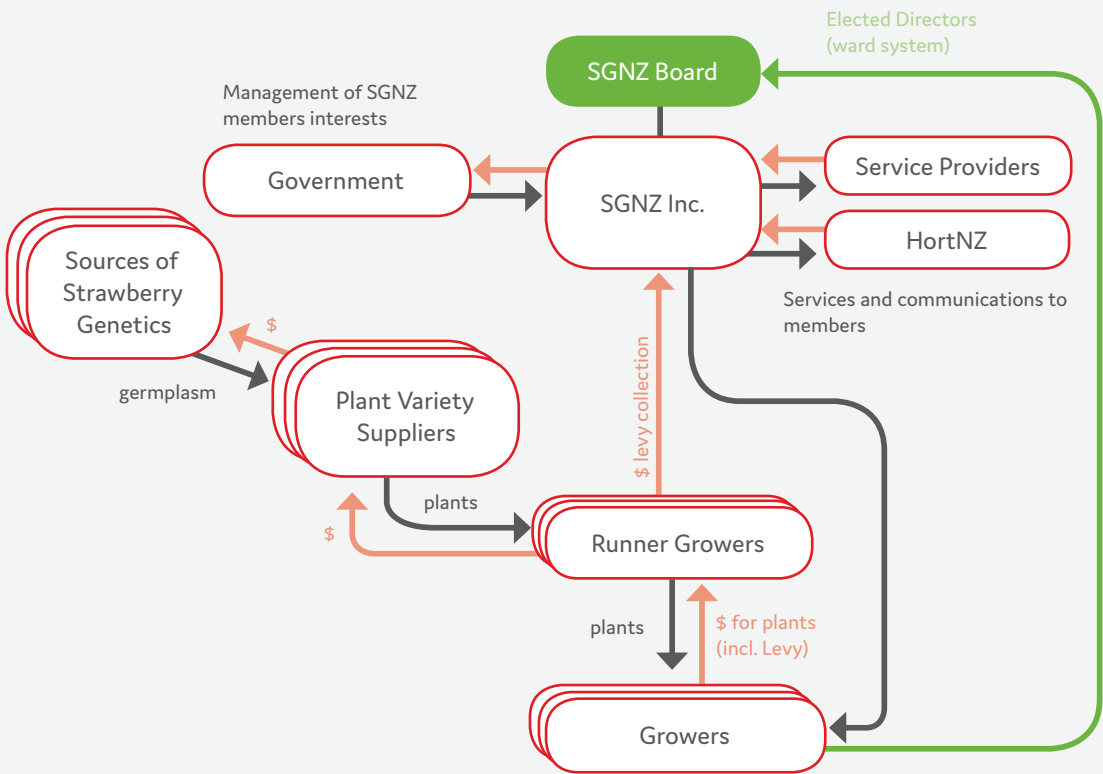 Elected Directors
(ward system)
SGNZ Board
Management of SGNZ
members interests
Government
SGNZ Inc.
Service Providers
HortNZ
Services and communications to
members
Sources of
Strawberry
Genetics
$
germplasm
Plant Variety
Suppliers
$ levy collection
plants
$
Runner Growers
plants
$ for plants
(incl. Levy)
Growers